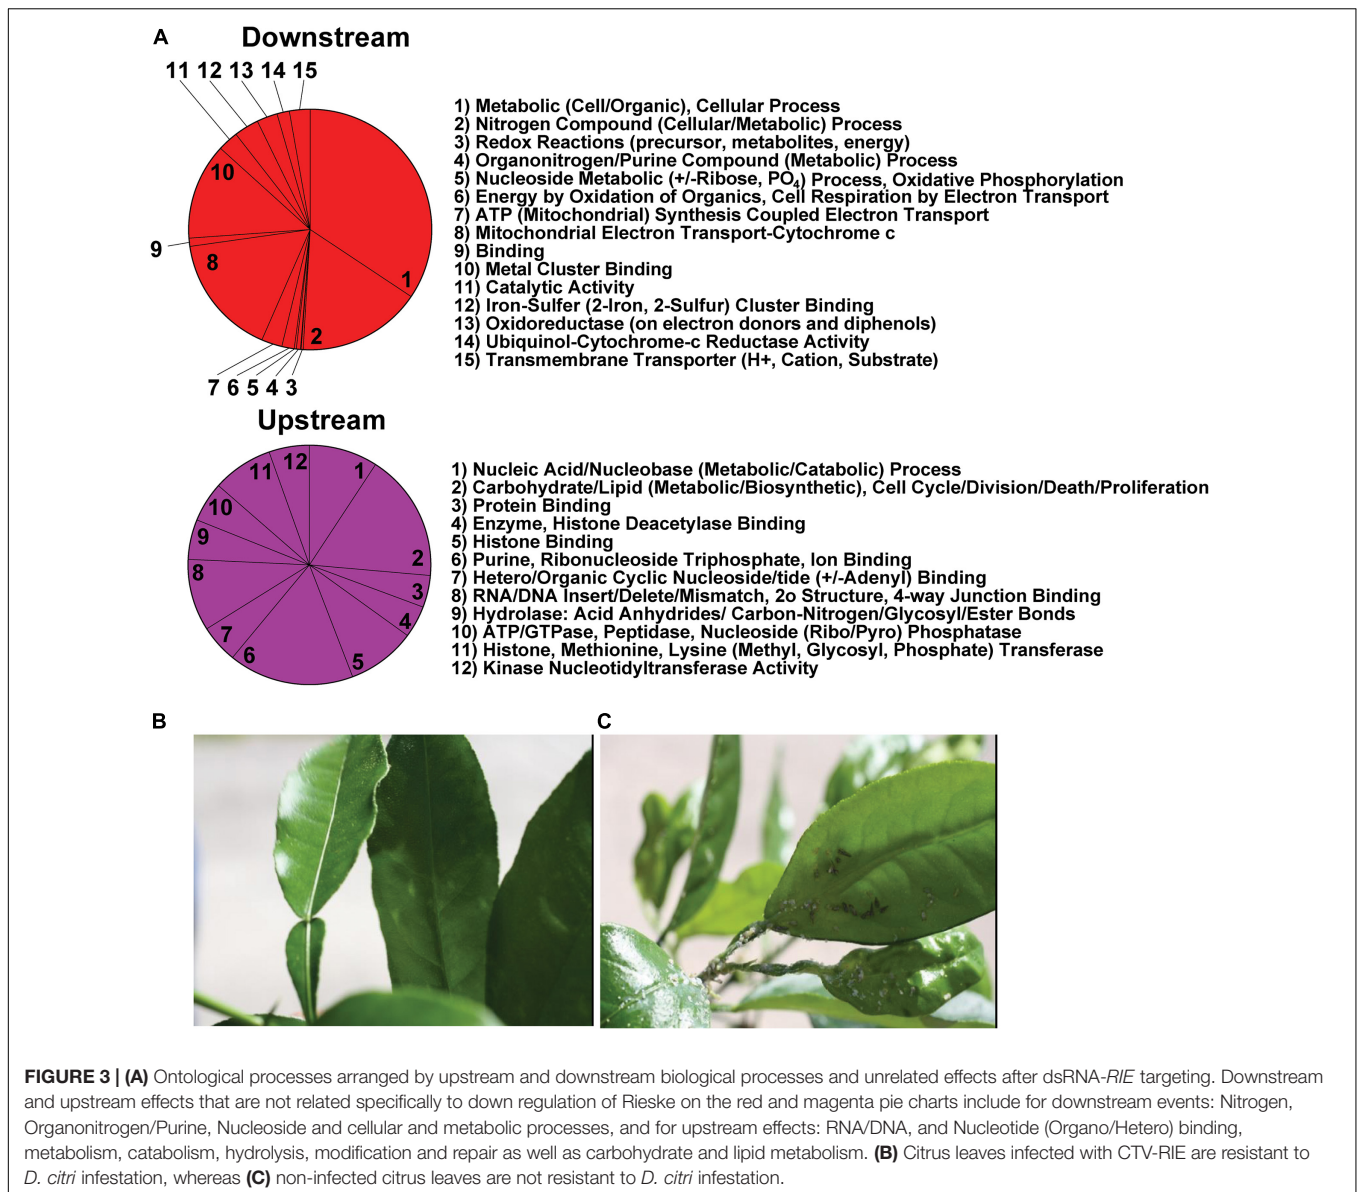 A
Downstream
11 12 13 14 15
10
9
8
1
2
7 6 5 4 3
1) Metabolic (Cell/Organic), Cellular Process
2) Nitrogen Compound (Cellular/Metabolic) Process
3) Redox Reactions (precursor, metabolites, energy)
4) Organonitrogen/Purine Compound (Metabolic) Process
5) Nucleoside Metabolic (+/-Ribose, PO₄) Process, Oxidative Phosphorylation
6) Energy by Oxidation of Organics, Cell Respiration by Electron Transport
7) ATP (Mitochondrial) Synthesis Coupled Electron Transport
8) Mitochondrial Electron Transport-Cytochrome c
9) Binding
10) Metal Cluster Binding
11) Catalytic Activity
12) Iron-Sulfer (2-Iron, 2-Sulfur) Cluster Binding
13) Oxidoreductase (on electron donors and diphenols)
14) Ubiquinol-Cytochrome-c Reductase Activity
15) Transmembrane Transporter (H+, Cation, Substrate)
Upstream
12
1
11
10
9
2
8
3
4
7
6
5
1) Nucleic Acid/Nucleobase (Metabolic/Catabolic) Process
2) Carbohydrate/Lipid (Metabolic/Biosynthetic), Cell Cycle/Division/Death/Proliferation
3) Protein Binding
4) Enzyme, Histone Deacetylase Binding
5) Histone Binding
6) Purine, Ribonucleoside Triphosphate, Ion Binding
7) Hetero/Organic Cyclic Nucleoside/tide (+/-Adenyl) Binding
8) RNA/DNA Insert/Delete/Mismatch, 2o Structure, 4-way Junction Binding
9) Hydrolase: Acid Anhydrides/ Carbon-Nitrogen/Glycosyl/Ester Bonds
10) ATP/GTPase, Peptidase, Nucleoside (Ribo/Pyro) Phosphatase
11) Histone, Methionine, Lysine (Methyl, Glycosyl, Phosphate) Transferase
12) Kinase Nucleotidyltransferase Activity
B
C
FIGURE 3 | (A) Ontological processes arranged by upstream and downstream biological processes and unrelated effects after dsRNA-RIE targeting. Downstream
and upstream effects that are not related specifically to down regulation of Rieske on the red and magenta pie charts include for downstream events: Nitrogen,
Organonitrogen/Purine, Nucleoside and cellular and metabolic processes, and for upstream effects: RNA/DNA, and Nucleotide (Organo/Hetero) binding,
metabolism, catabolism, hydrolysis, modification and repair as well as carbohydrate and lipid metabolism. (B) Citrus leaves infected with CTV-RIE are resistant to
D. citri infestation, whereas (C) non-infected citrus leaves are not resistant to D. citri infestation.